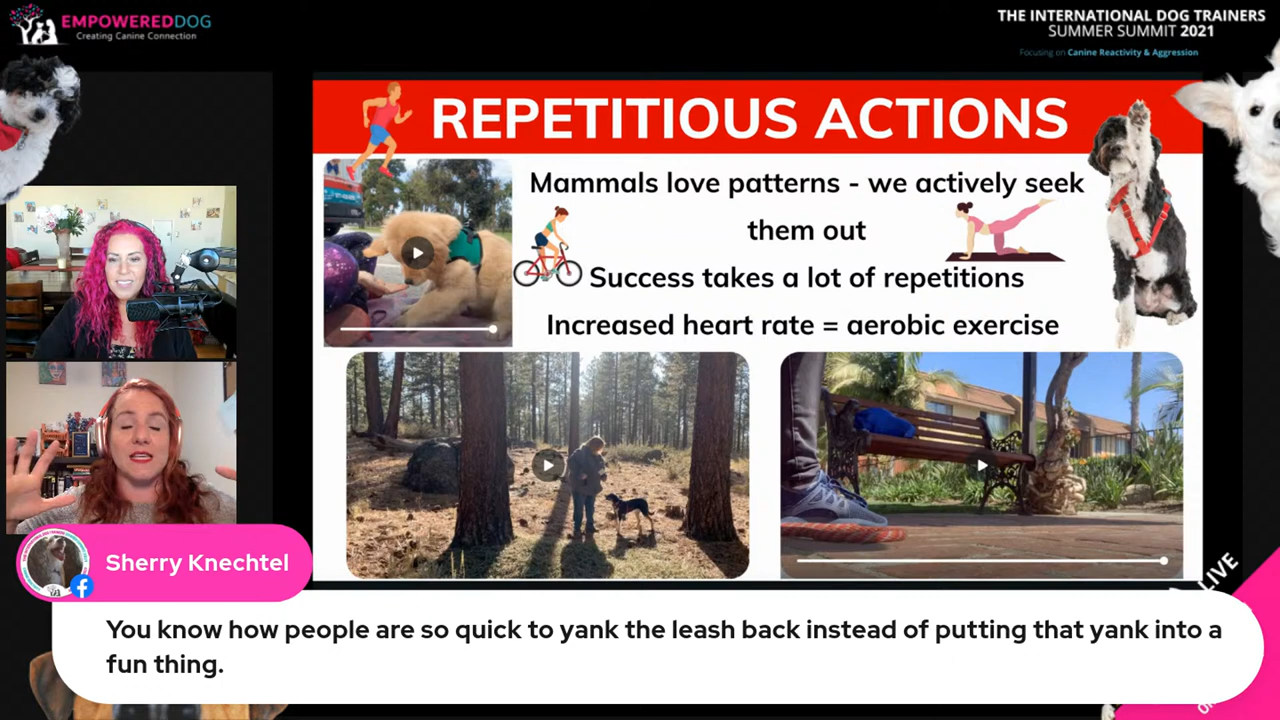 EMPOWEREDDOG
Creating Canine Connection
THE INTERNATIONAL DOG TRAINERS
SUMMER SUMMIT 2021
Focusing on Canine Reactivity & Aggression
REPETITIOUS ACTIONS
Mammals love patterns - we actively seek
them out
Success takes a lot of repetitions
Increased heart rate = aerobic exercise
Sherry Knechtel
You know how people are so quick to yank the leash back instead of putting that yank into a
fun thing.
LIVE